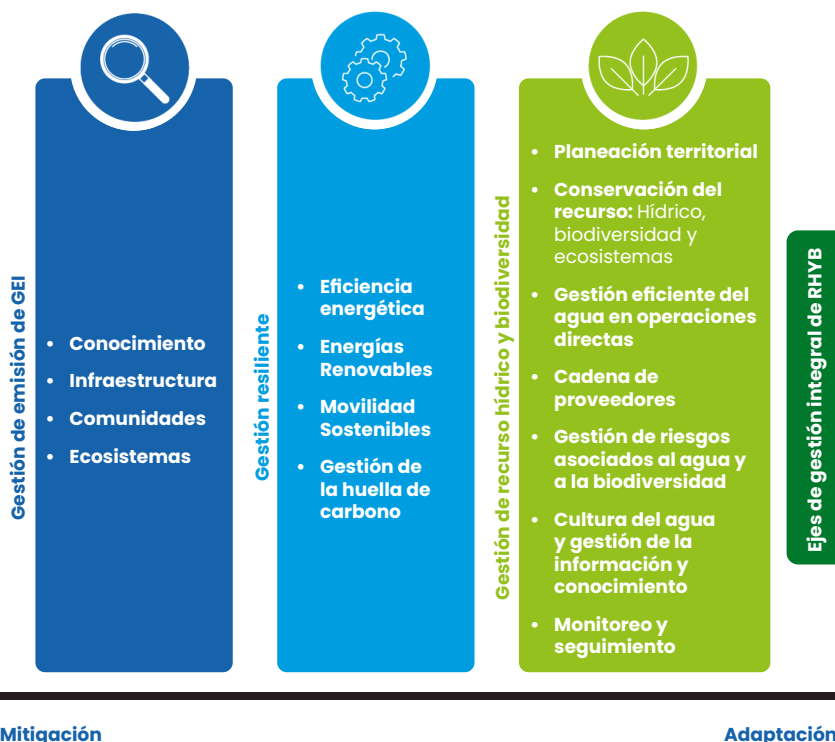 Gestión de emisión de GEI
• Conocimiento
• Infraestructura
• Comunidades
• Ecosistemas
Gestión resiliente
• Eficiencia
energética
• Energías
Renovables
• Movilidad
Sostenibles
• Gestión de
la huella de
carbono
Gestión de recurso hídrico y biodiversidad
• Planeación territorial
• Conservación del
recurso: Hídrico,
biodiversidad y
ecosistemas
• Gestión eficiente del
agua en operaciones
directas
• Cadena de
proveedores
• Gestión de riesgos
asociados al agua y
a la biodiversidad
• Cultura del agua
y gestión de la
información y
conocimiento
• Monitoreo y
seguimiento
Ejes de gestión integral de RHYB
Mitigación
Adaptación